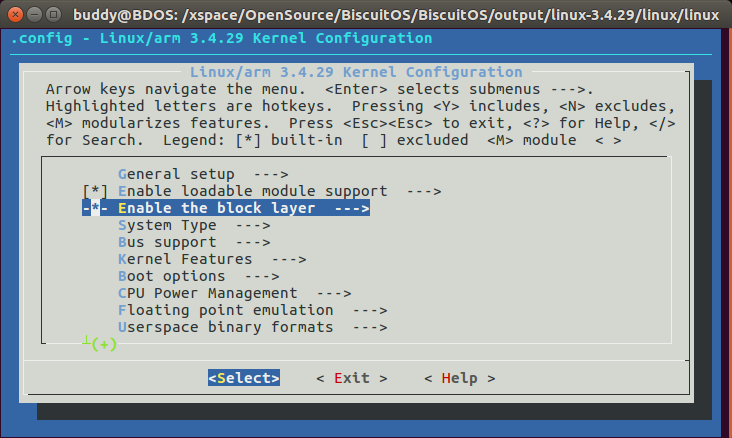 buddy@BDOS: /xspace/OpenSource/BiscuitOS/BiscuitOS/output/linux-3.4.29/linux/linux
.config - Linux/arm 3.4.29 Kernel Configuration
Linux/arm 3.4.29 Kernel Configuration
Arrow keys navigate the menu.  <Enter> selects submenus --->.
Highlighted letters are hotkeys.  Pressing <Y> includes, <N> excludes,
<M> modularizes features.  Press <Esc><Esc> to exit, <?> for Help, </>
for Search.  Legend: [*] built-in  [ ] excluded  <M> module  < >
General setup  --->
[*] Enable loadable module support  --->
-*- Enable the block layer  --->
System Type  --->
Bus support  --->
Kernel Features  --->
Boot options  --->
CPU Power Management  --->
Floating point emulation  --->
Userspace binary formats  --->
┴(+)
<Select>    < Exit >    < Help >